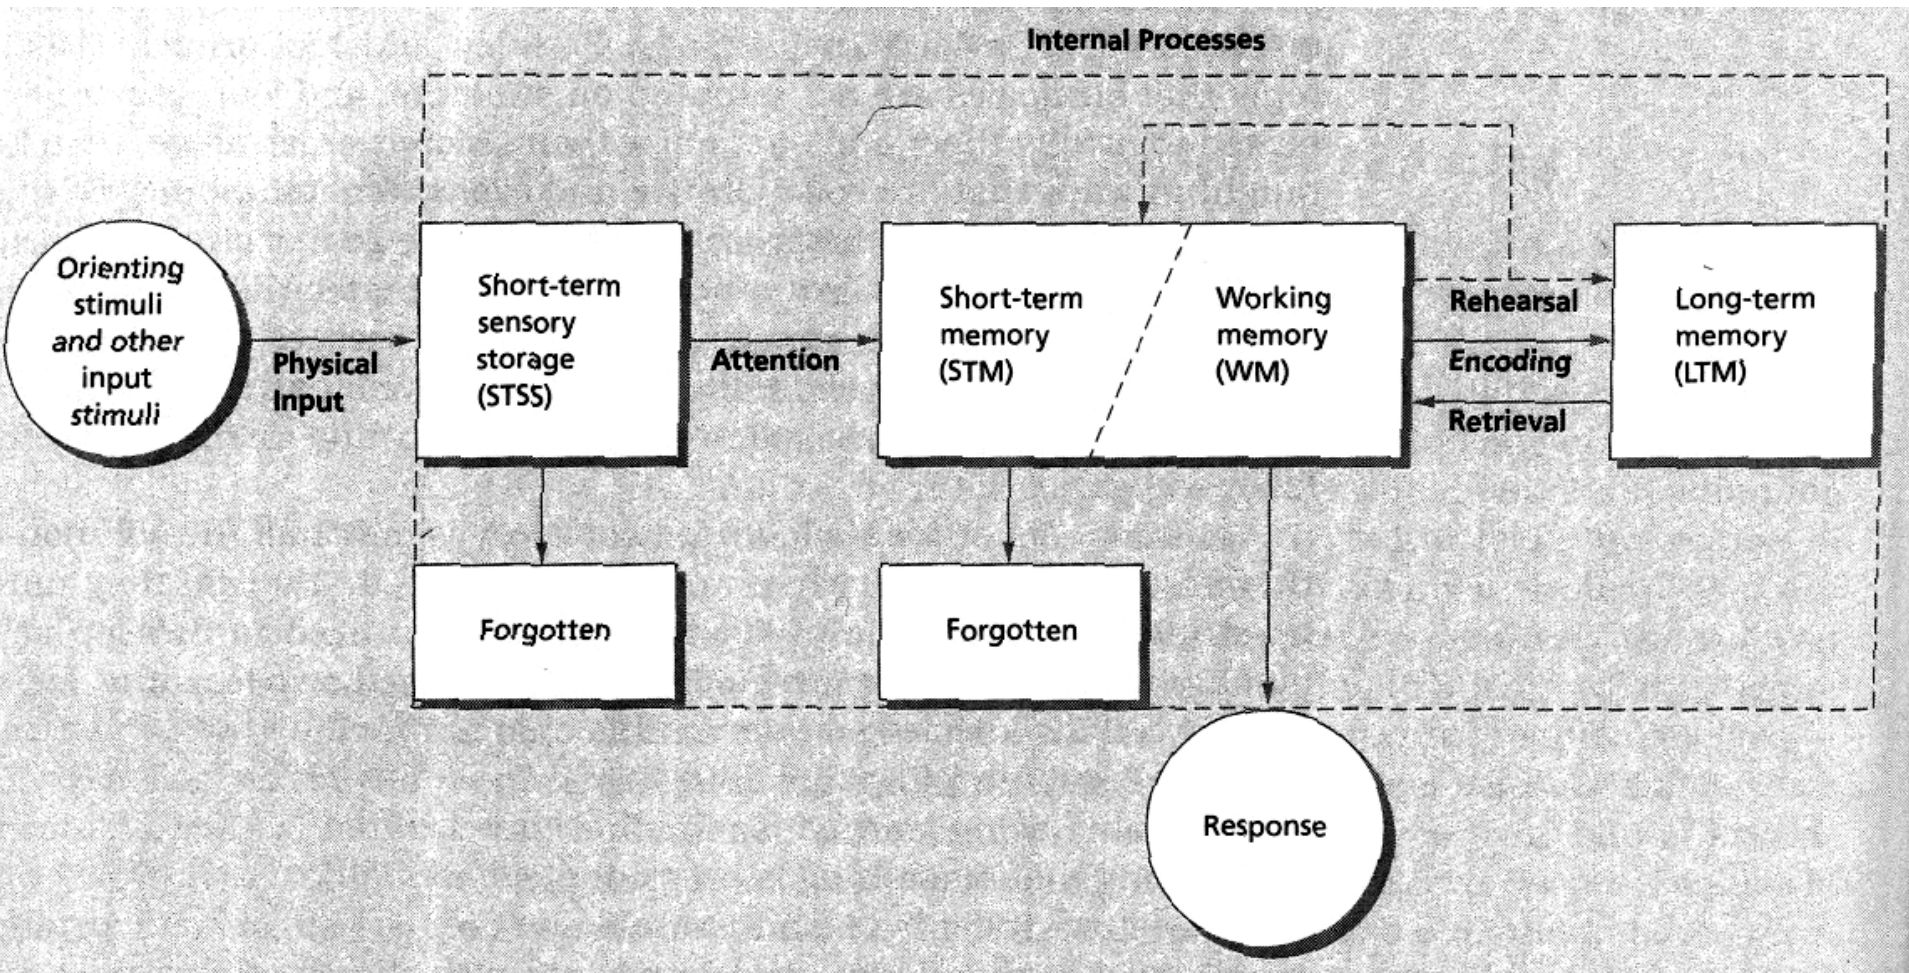 Internal Processes
Orienting
stimuli
and other
input
stimuli
Physical
Input
Short-term
sensory
storage
(STSS)
Attention
Short-term
memory
(STM)
Working
memory
(WM)
Rehearsal
Encoding
Retrieval
Long-term
memory
(LTM)
Forgotten
Forgotten
Response